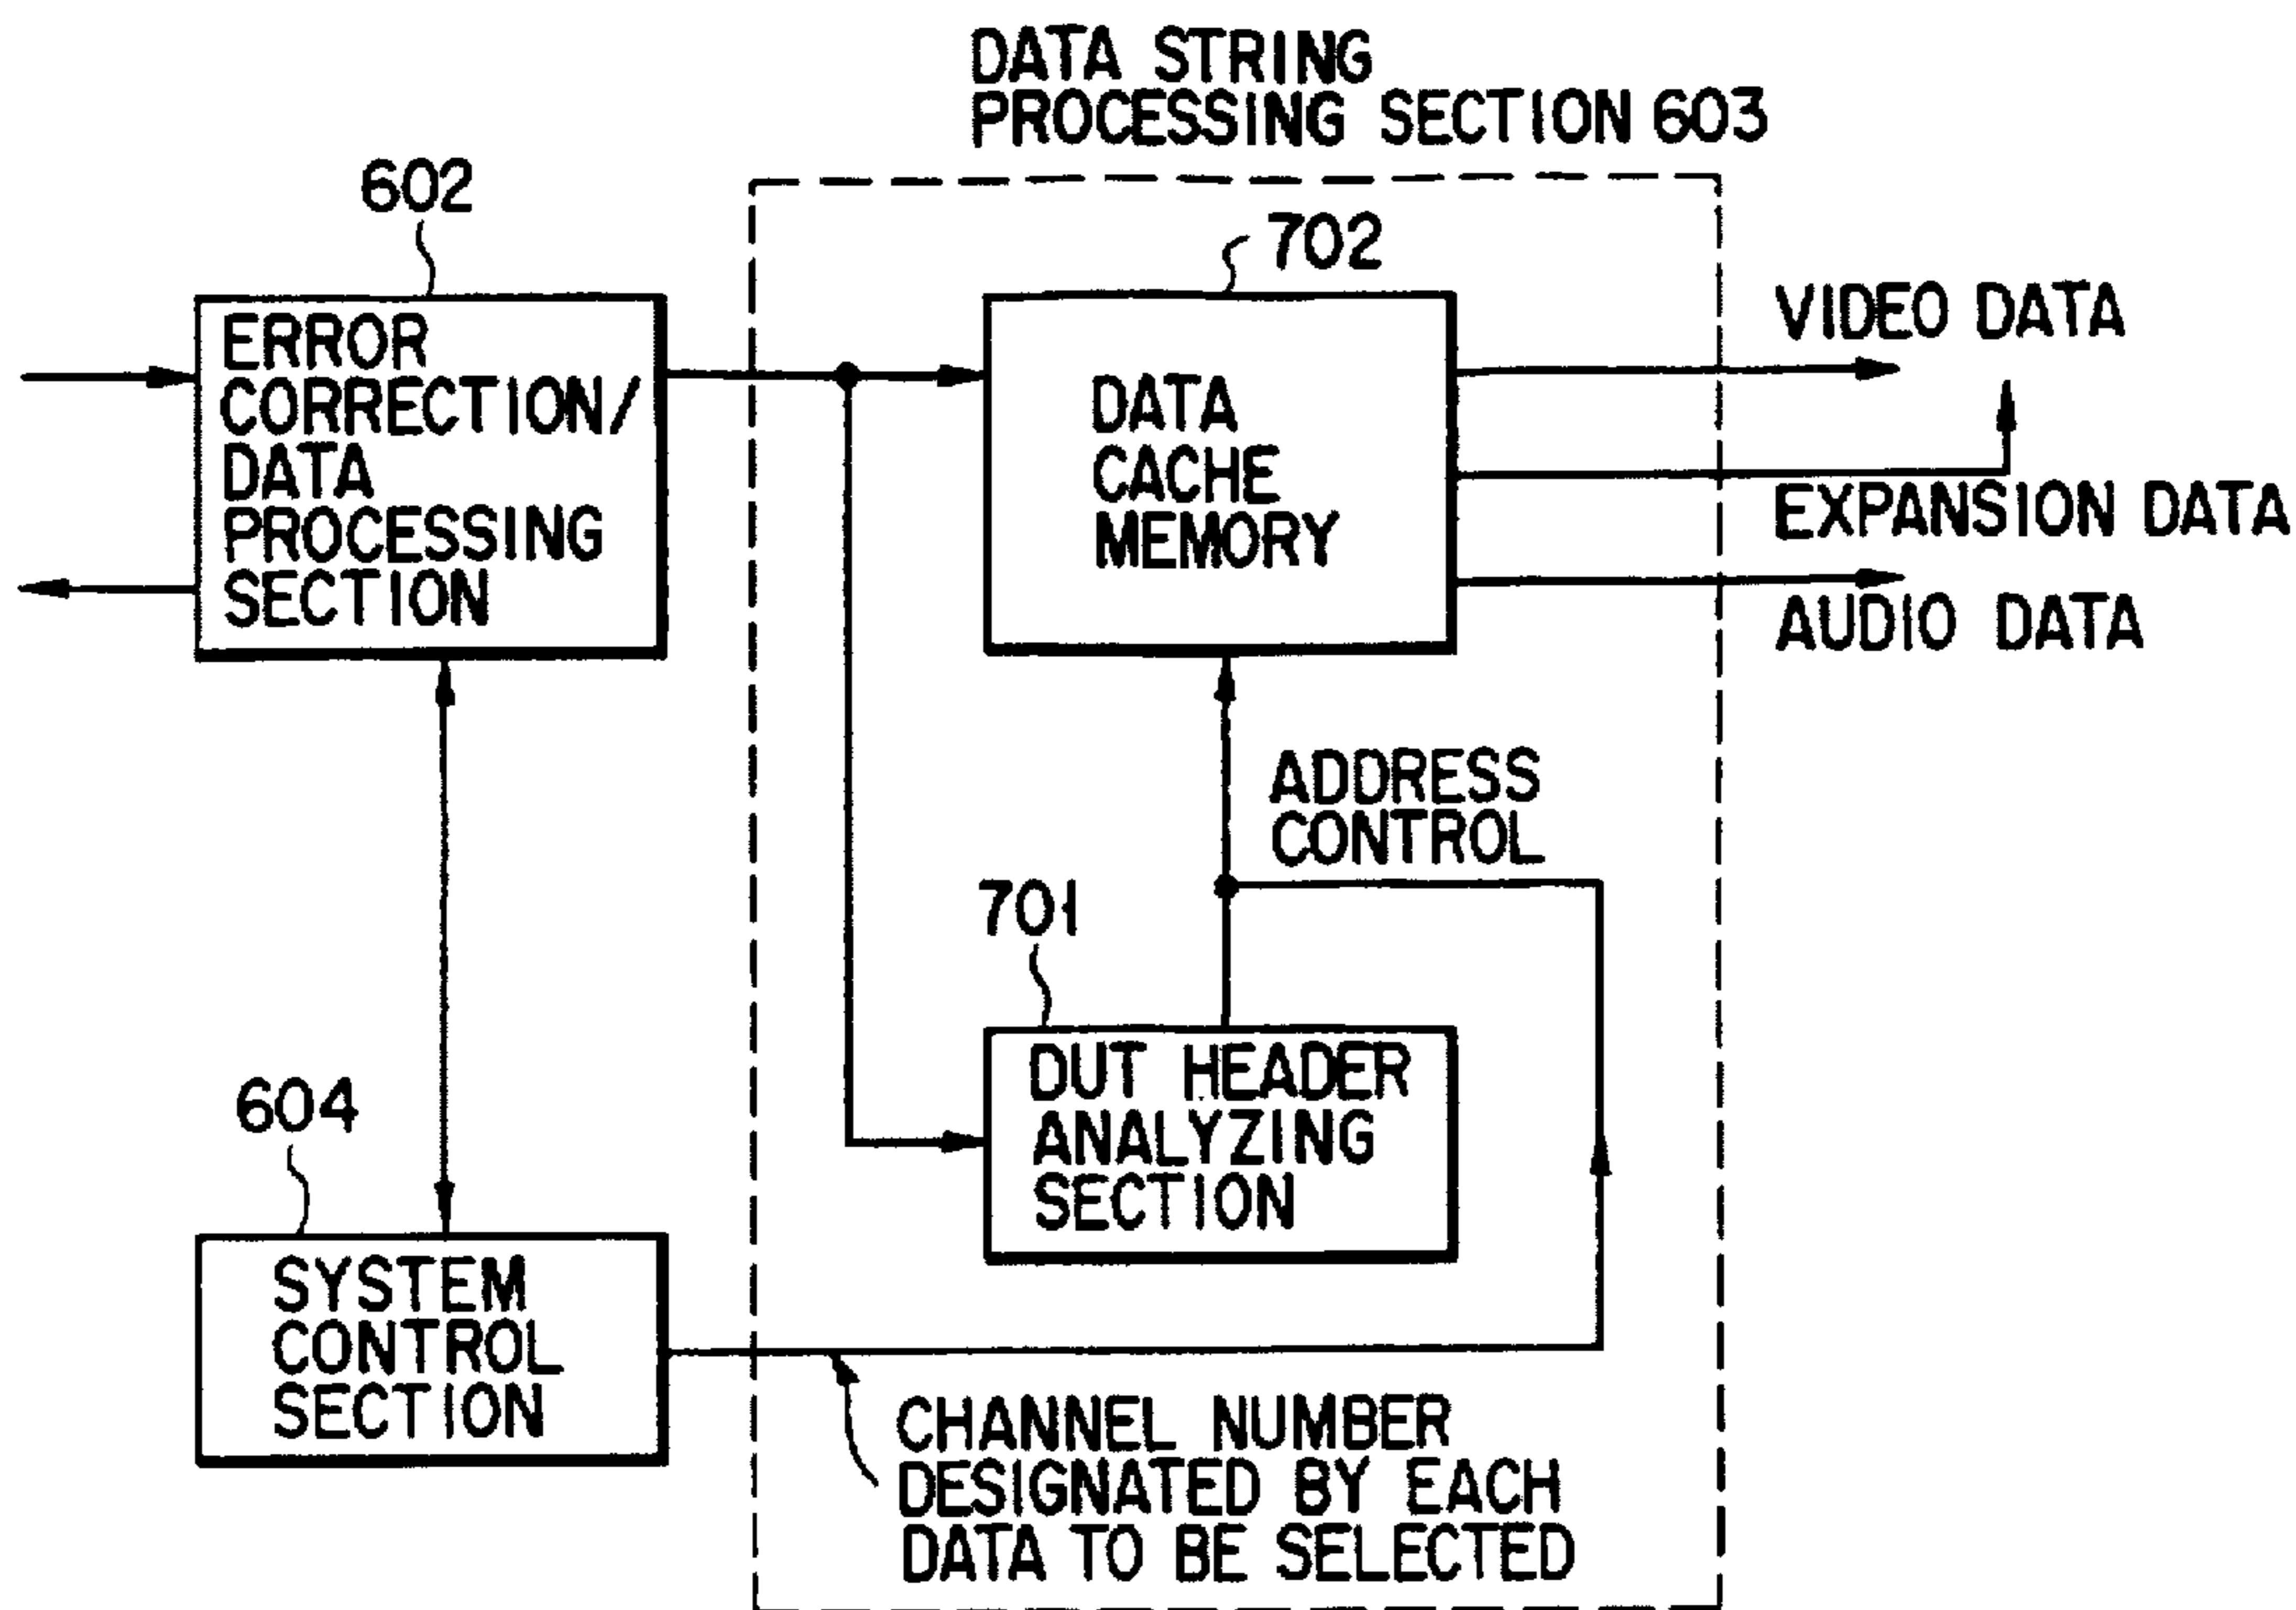 DATA STRING
PROCESSING SECTION 603
602
ERROR
CORRECTION/
DATA
PROCESSING
SECTION
702
DATA
CACHE
MEMORY
VIDEO DATA
EXPANSION DATA
AUDIO DATA
ADDRESS
CONTROL
701
DUT HEADER
ANALYZING
SECTION
604
SYSTEM
CONTROL
SECTION
CHANNEL NUMBER
DESIGNATED BY EACH
DATA TO BE SELECTED